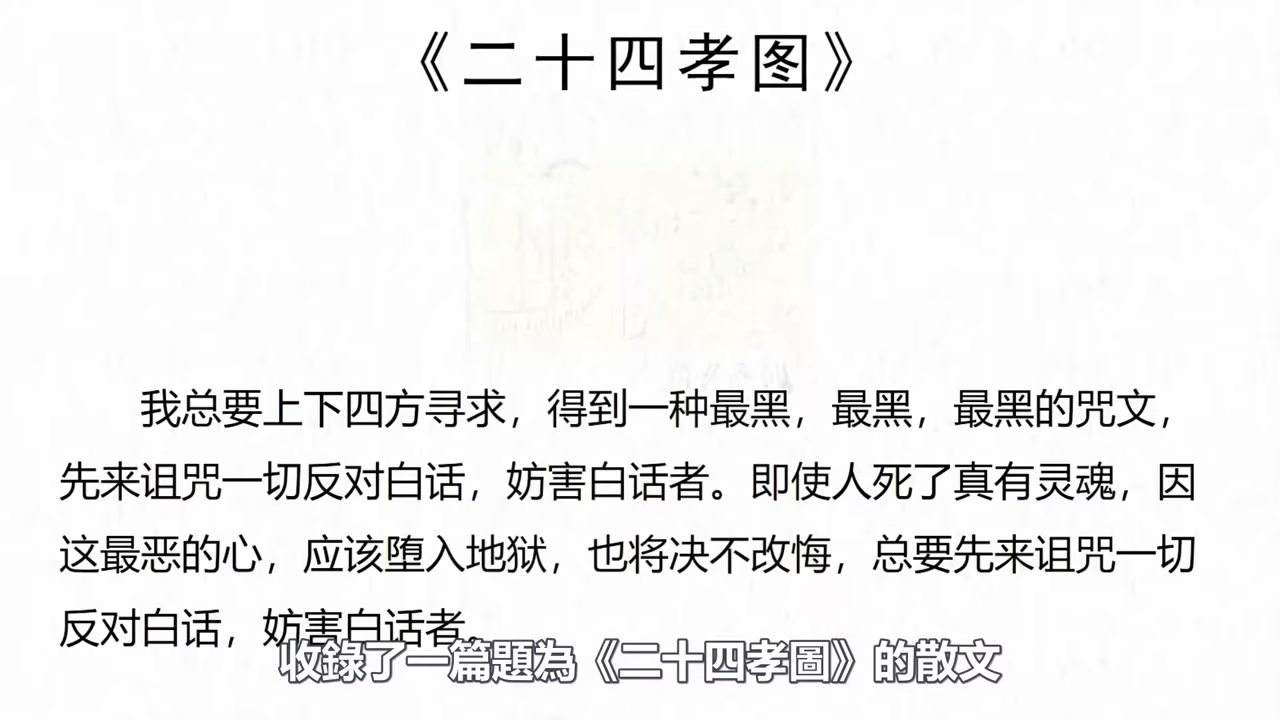 《二十四孝图》
我总要上下四方寻求，得到一种最黑，最黑，最黑的咒文，
先来诅咒一切反对白话，妨害白话者。即使人死了真有灵魂，因
这最恶的心，应该堕入地狱，也将决不改悔，总要先来诅咒一切
反对白话，妨害白话者。
收錄了一篇題為《二十四孝圖》的散文